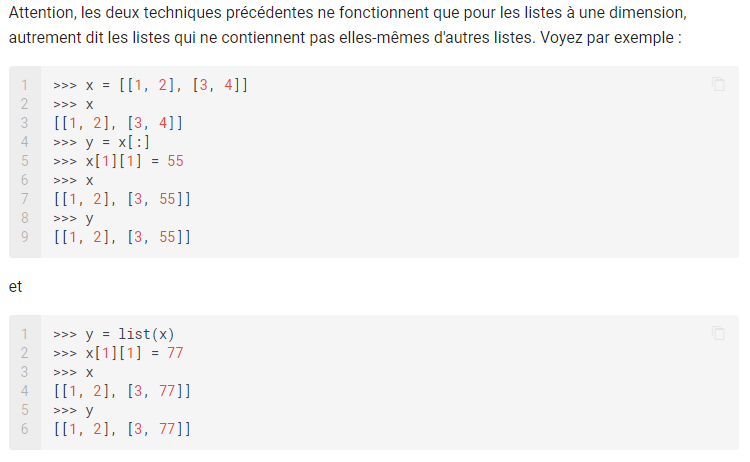 Attention, les deux techniques précédentes ne fonctionnent que pour les listes à une dimension,
autrement dit les listes qui ne contiennent pas elles-mêmes d'autres listes. Voyez par exemple :
1 >>> x = [[1, 2], [3, 4]]
2 >>> x
3 [[1, 2], [3, 4]]
4 >>> y = x[:]
5 >>> x[1][1] = 55
6 >>> x
7 [[1, 2], [3, 55]]
8 >>> y
9 [[1, 2], [3, 55]]
et
1 >>> y = list(x)
2 >>> x[1][1] = 77
3 >>> x
4 [[1, 2], [3, 77]]
5 >>> y
6 [[1, 2], [3, 77]]